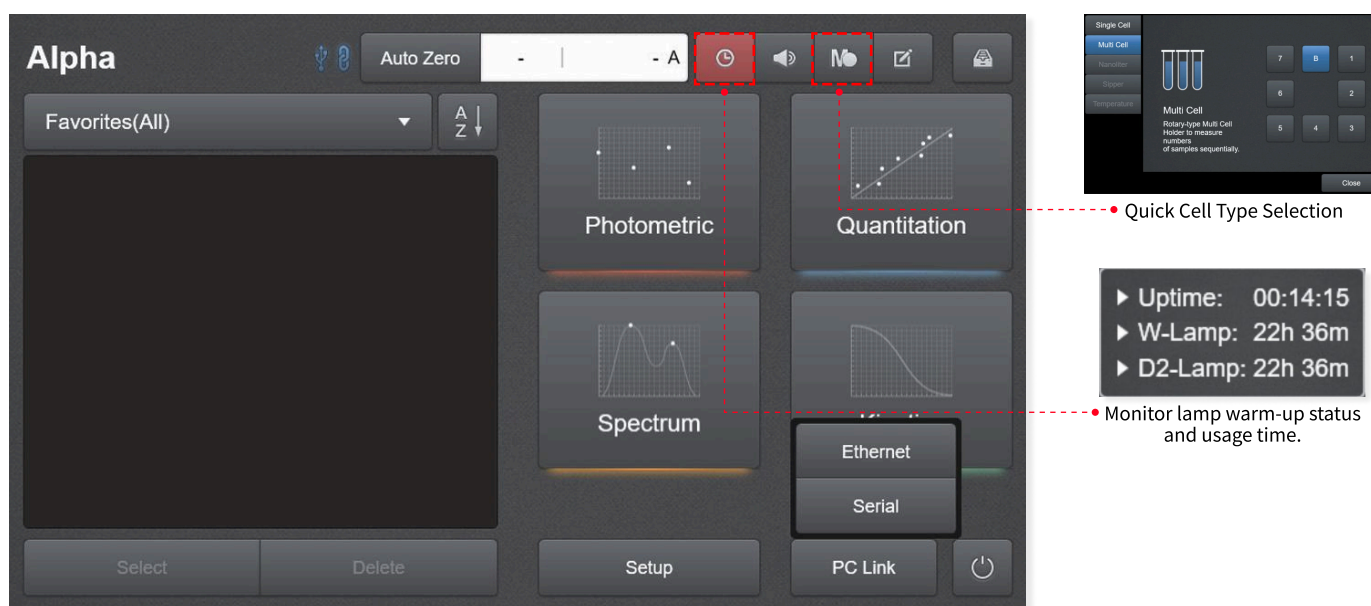 Alpha
Auto Zero
- | - A
M
Favorites(All)
A
Z
Photometric
Quantitation
Spectrum
Ethernet
Serial
Select
Delete
Setup
PC Link
Single Cell
Multi Cell
Nanoliter
Sipper
Temperature
Multi Cell
Rotary-type Multi Cell
Holder to measure
numbers
of samples sequentially.
7 B 1
6 2
5 4 3
Close
Quick Cell Type Selection
Uptime: 00:14:15
W-Lamp: 22h 36m
D2-Lamp: 22h 36m
Monitor lamp warm-up status
and usage time.